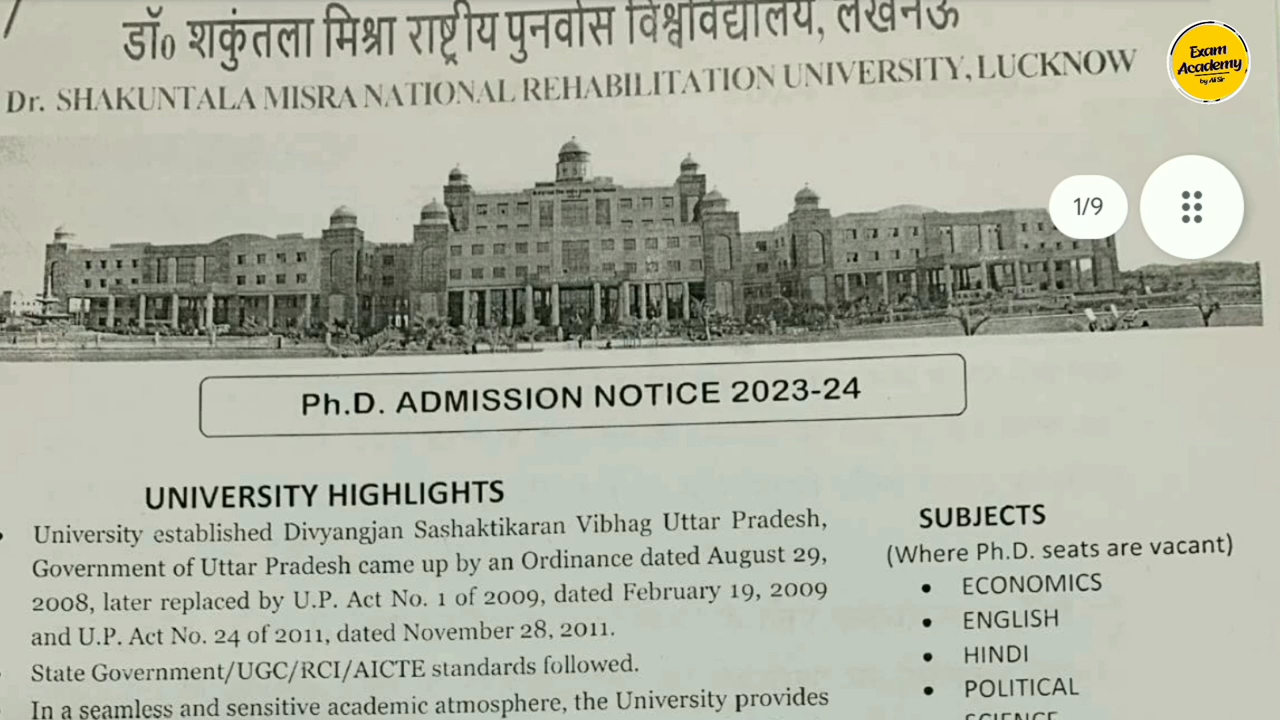 डॉ० शकुंतला मिश्रा राष्ट्रीय पुनर्वास विश्वविद्यालय, लखनऊ
Dr. SHAKUNTALA MISRA NATIONAL REHABILITATION UNIVERSITY, LUCKNOW
Exam
Academy
1/9
Ph.D. ADMISSION NOTICE 2023-24
UNIVERSITY HIGHLIGHTS
University established Divyangjan Sashaktikaran Vibhag Uttar Pradesh,
Government of Uttar Pradesh came up by an Ordinance dated August 29,
2008, later replaced by U.P. Act No. 1 of 2009, dated February 19, 2009
and U.P. Act No. 24 of 2011, dated November 28, 2011.
State Government/UGC/RCI/AICTE standards followed.
In a seamless and sensitive academic atmosphere, the University provides
SUBJECTS
(Where Ph.D. seats are vacant)
• ECONOMICS
• ENGLISH
• HINDI
• POLITICAL
SCIENCE